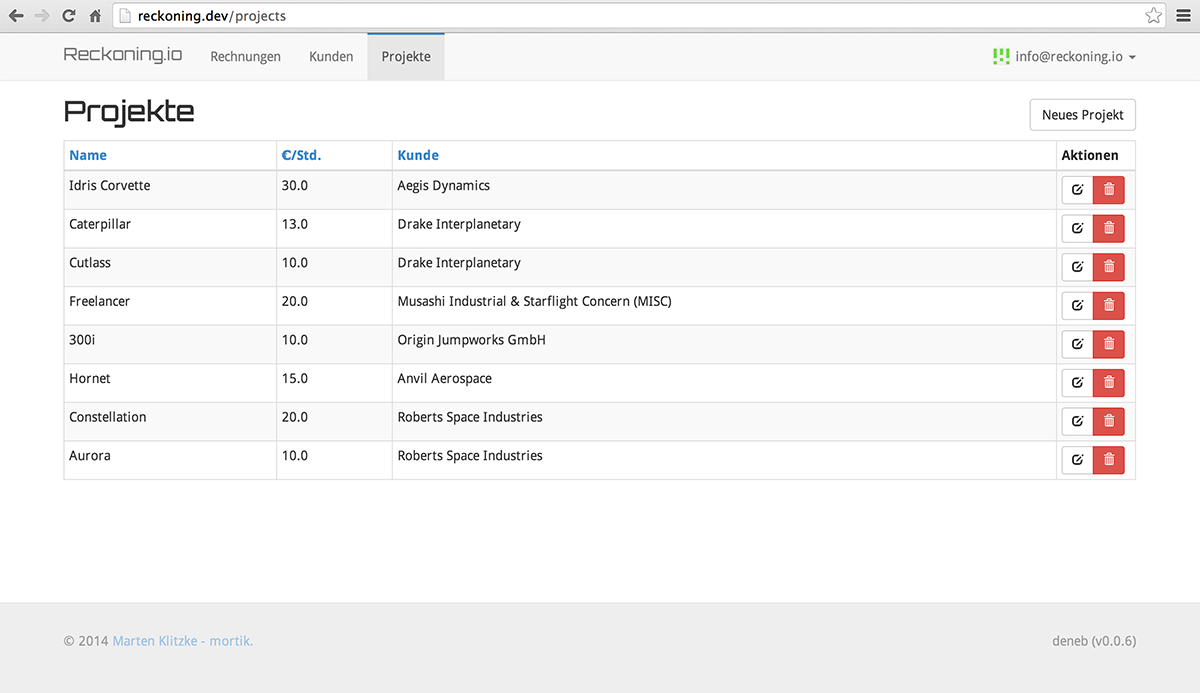 reckoning.dev/projects
Reckoning.io Rechnungen Kunden Projekte info@reckoning.io
Projekte Neues Projekt
Name €/Std. Kunde Aktionen
Idris Corvette 30.0 Aegis Dynamics
Caterpillar 13.0 Drake Interplanetary
Cutlass 10.0 Drake Interplanetary
Freelancer 20.0 Musashi Industrial & Starflight Concern (MISC)
300i 10.0 Origin Jumpworks GmbH
Hornet 15.0 Anvil Aerospace
Constellation 20.0 Roberts Space Industries
Aurora 10.0 Roberts Space Industries
© 2014 Marten Klitzke - mortik. deneb (v0.0.6)